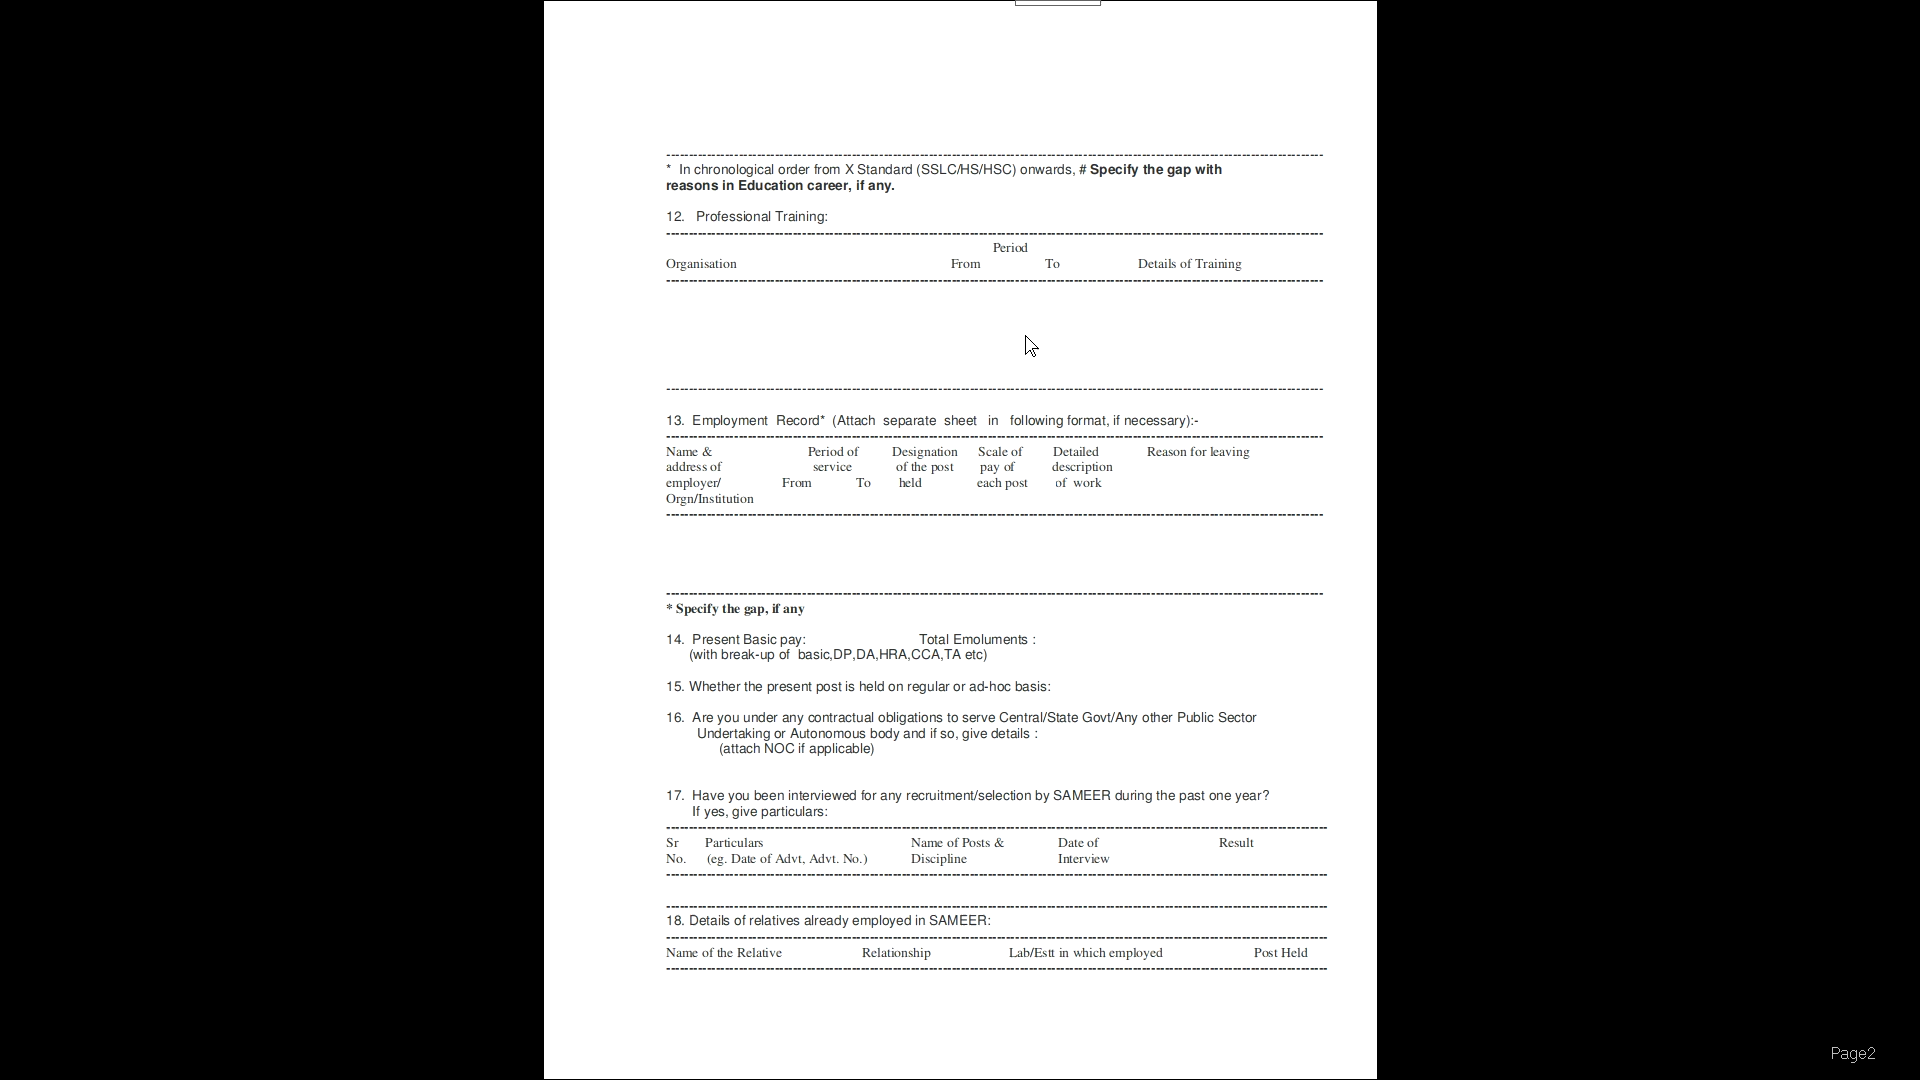 * In chronological order from X Standard (SSLC/HS/HSC) onwards, # Specify the gap with
reasons in Education career, if any.
12. Professional Training:
Period
Organisation From To Details of Training
13. Employment Record* (Attach separate sheet in following format, if necessary):-
Name & Period of Designation Scale of Detailed Reason for leaving
address of service of the post pay of description
employer/ From To held each post of work
Orgn/Institution
* Specify the gap, if any
14. Present Basic pay: Total Emoluments :
(with break-up of basic,DP,DA,HRA,CCA,TA etc)
15. Whether the present post is held on regular or ad-hoc basis:
16. Are you under any contractual obligations to serve Central/State Govt/Any other Public Sector
Undertaking or Autonomous body and if so, give details :
(attach NOC if applicable)
17. Have you been interviewed for any recruitment/selection by SAMEER during the past one year?
If yes, give particulars:
Sr Particulars Name of Posts & Date of Result
No. (eg. Date of Advt, Advt. No.) Discipline Interview
18. Details of relatives already employed in SAMEER:
Name of the Relative Relationship Lab/Estt in which employed Post Held
Page2